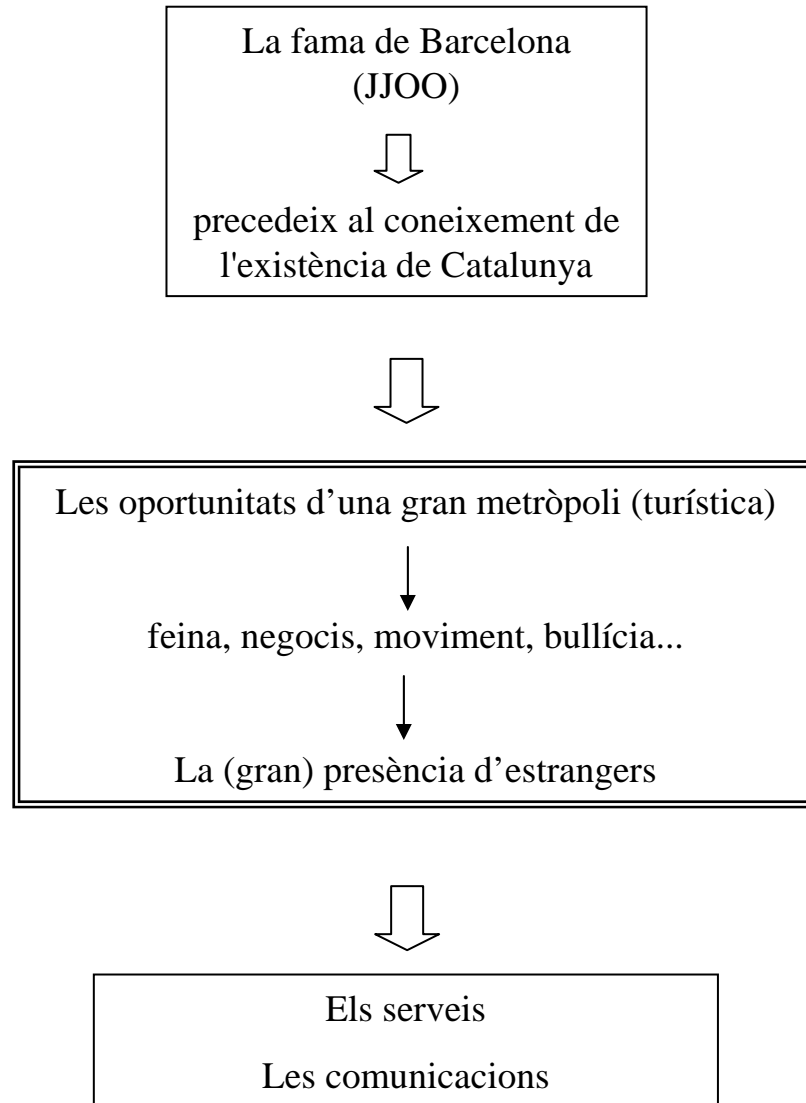 La fama de Barcelona
(JJOO)
precedeix al coneixement de
l'existència de Catalunya
Les oportunitats d’una gran metròpoli (turística)
feina, negocis, moviment, bullícia...
La (gran) presència d’estrangers
Els serveis
Les comunicacions